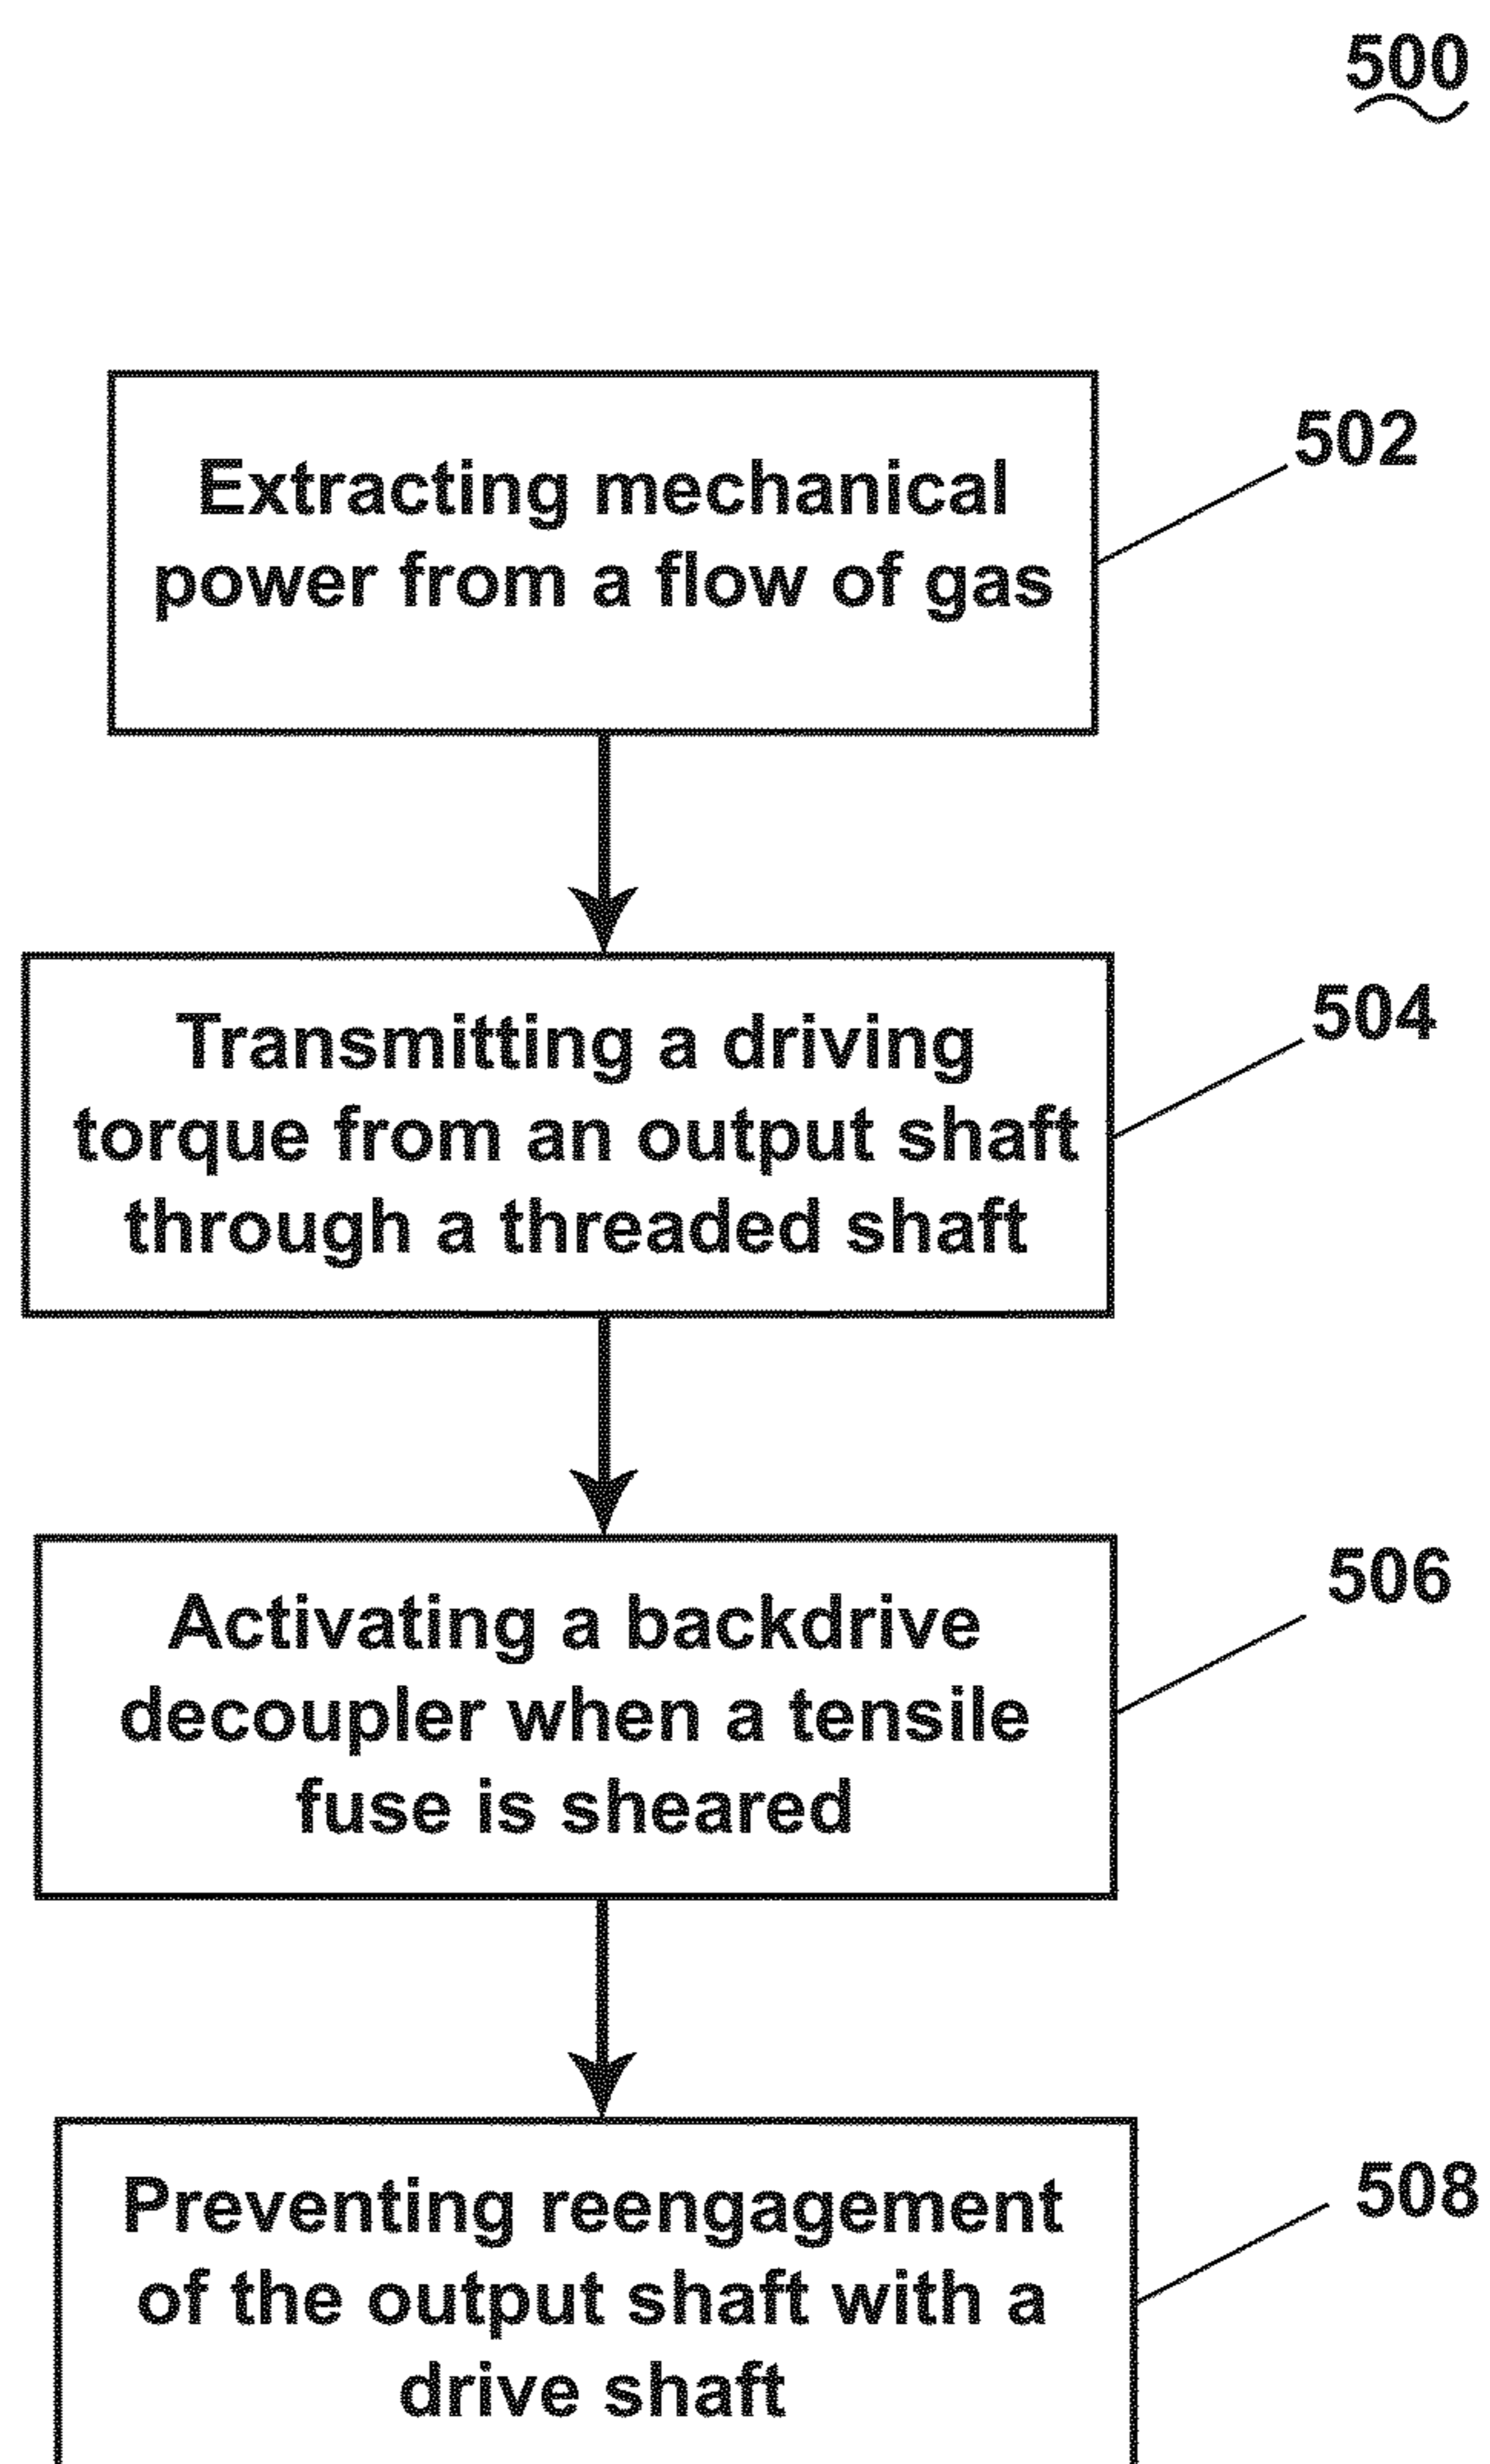 500
Extracting mechanical
power from a flow of gas
502
Transmitting a driving
torque from an output shaft
through a threaded shaft
504
Activating a backdrive
decoupler when a tensile
fuse is sheared
506
Preventing reengagement
of the output shaft with a
drive shaft
508